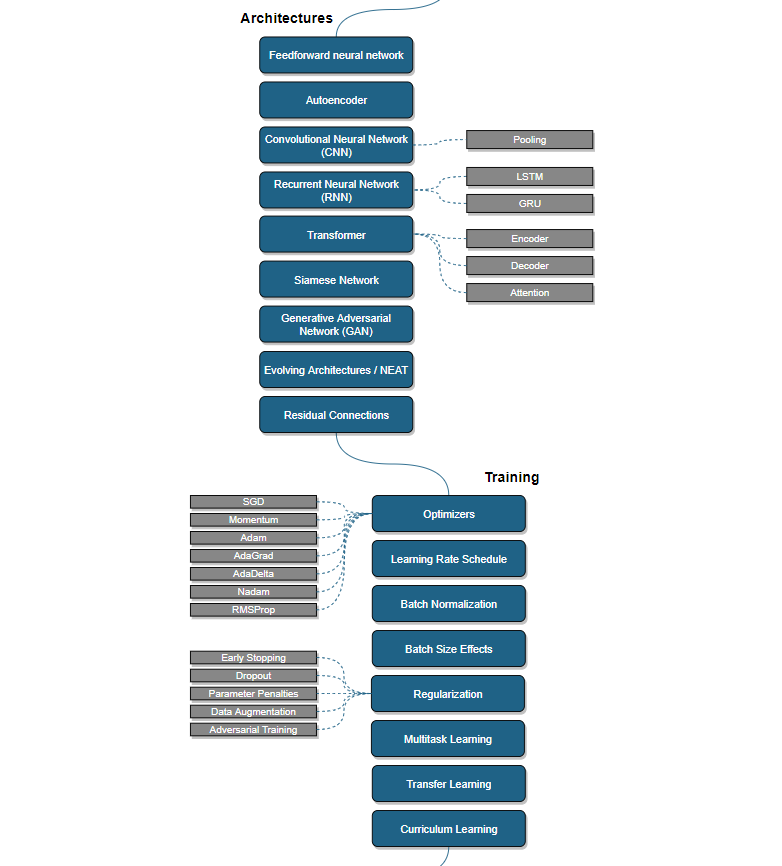 Architectures
Feedforward neural network
Autoencoder
Convolutional Neural Network
(CNN)
Pooling
Recurrent Neural Network
(RNN)
LSTM
GRU
Transformer
Encoder
Decoder
Attention
Siamese Network
Generative Adversarial
Network (GAN)
Evolving Architectures / NEAT
Residual Connections
Training
Optimizers
SGD
Momentum
Adam
AdaGrad
AdaDelta
Nadam
RMSProp
Learning Rate Schedule
Batch Normalization
Batch Size Effects
Regularization
Early Stopping
Dropout
Parameter Penalties
Data Augmentation
Adversarial Training
Multitask Learning
Transfer Learning
Curriculum Learning